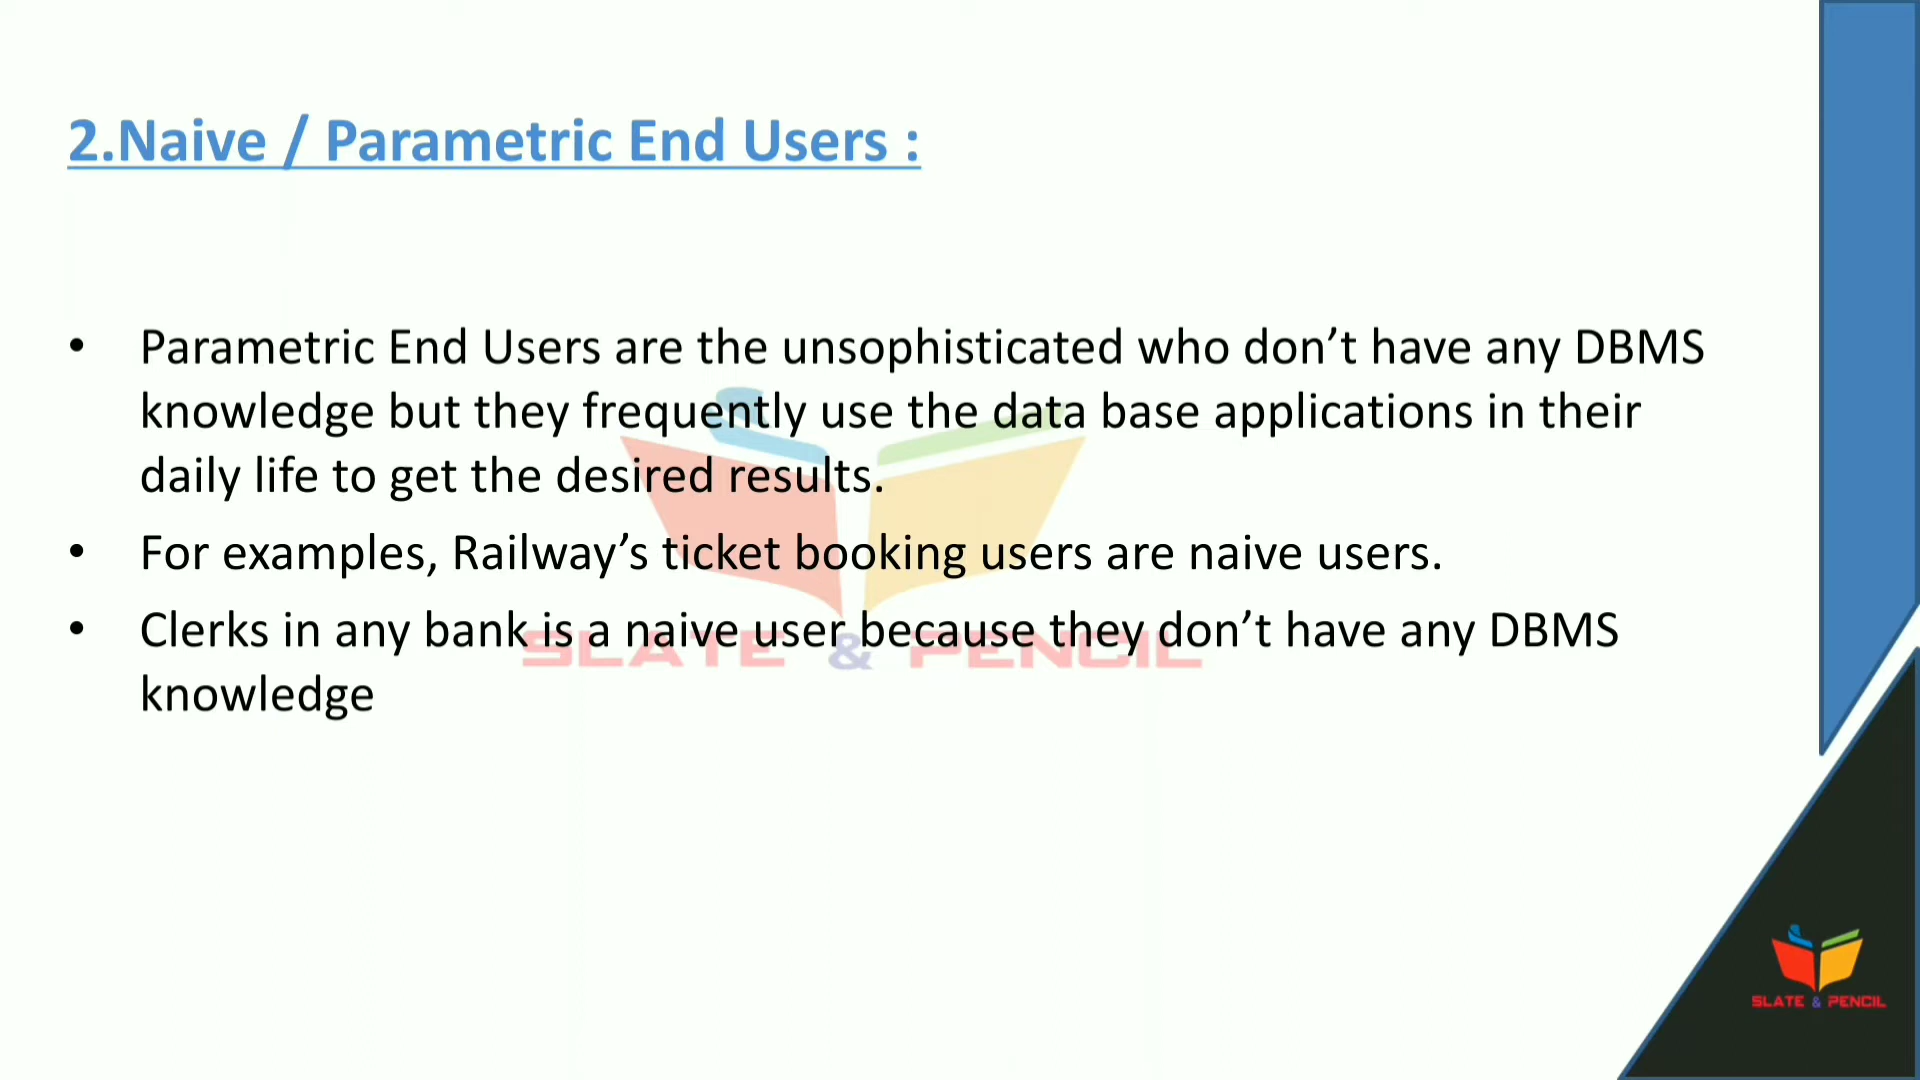 2.Naive / Parametric End Users :
• Parametric End Users are the unsophisticated who don’t have any DBMS
knowledge but they frequently use the data base applications in their
daily life to get the desired results.
• For examples, Railway’s ticket booking users are naive users.
• Clerks in any bank is a naive user because they don’t have any DBMS
knowledge
SLATE & PENCIL
SLATE & PENCIL